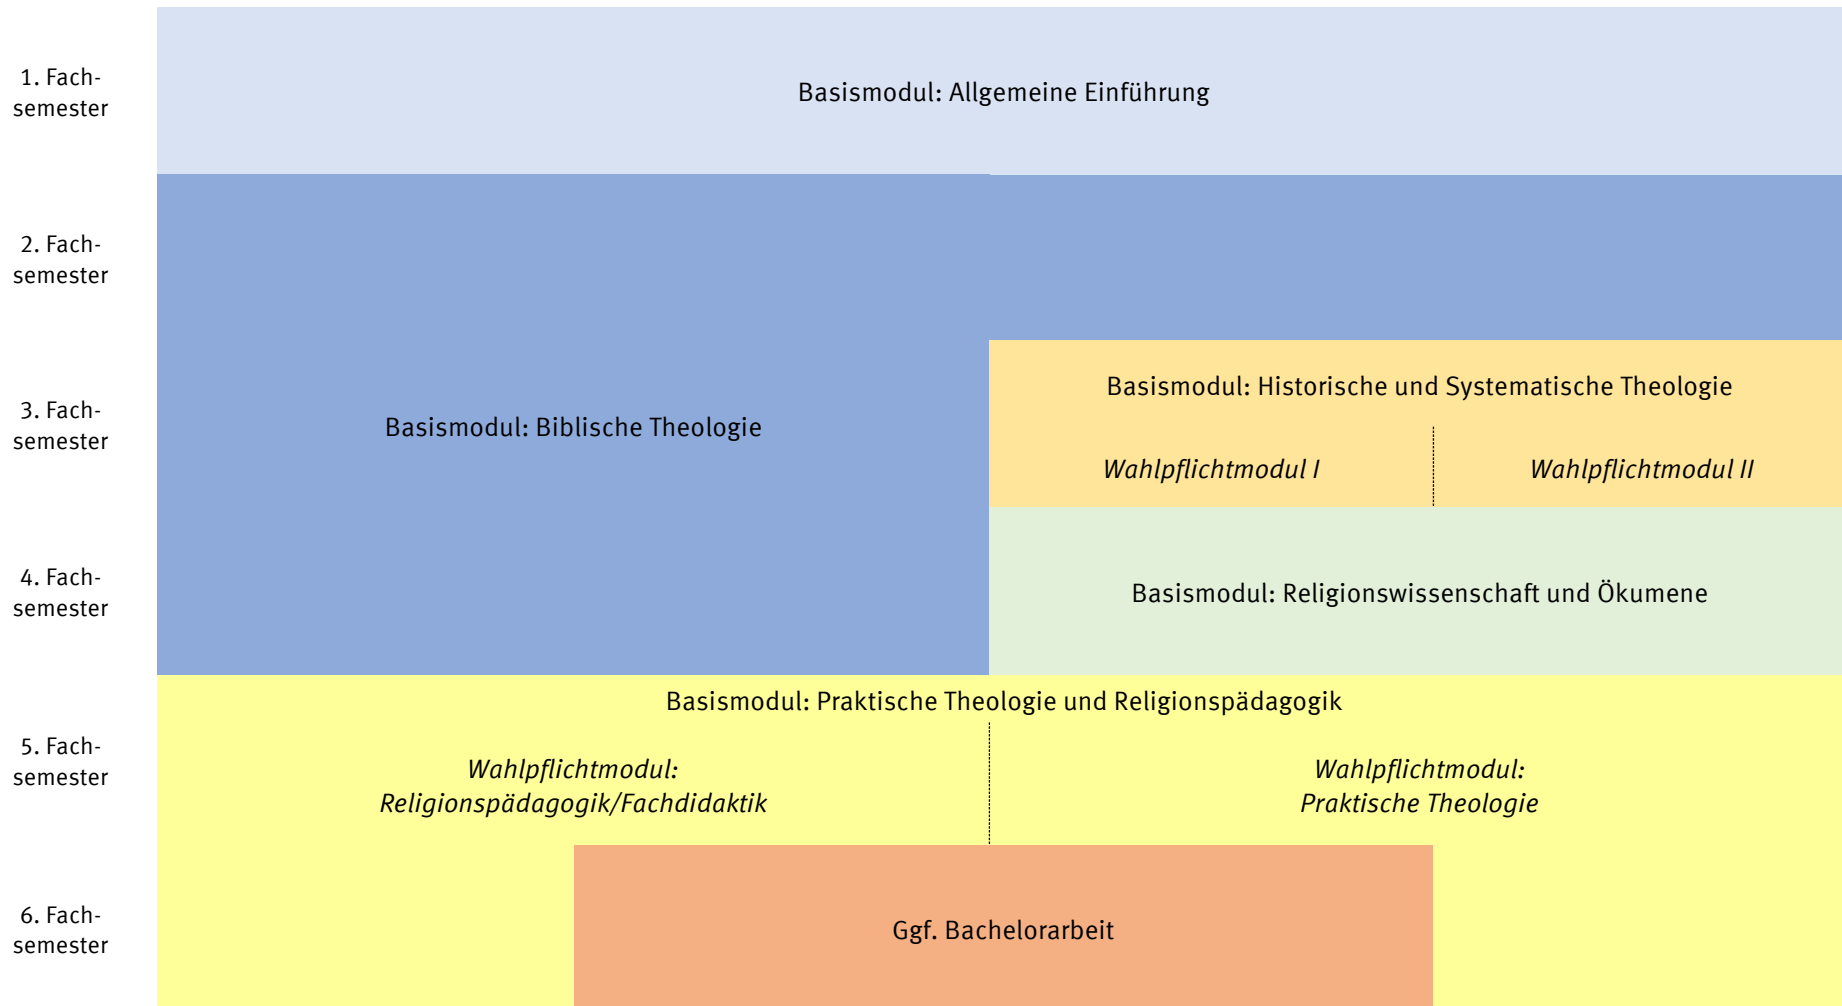 1. Fach-
semester
Basismodul: Allgemeine Einführung
2. Fach-
semester
3. Fach-
semester
Basismodul: Biblische Theologie
Basismodul: Historische und Systematische Theologie
Wahlpflichtmodul I
Wahlpflichtmodul II
4. Fach-
semester
Basismodul: Religionswissenschaft und Ökumene
5. Fach-
semester
Basismodul: Praktische Theologie und Religionspädagogik
Wahlpflichtmodul:
Religionspädagogik/Fachdidaktik
Wahlpflichtmodul:
Praktische Theologie
6. Fach-
semester
Ggf. Bachelorarbeit